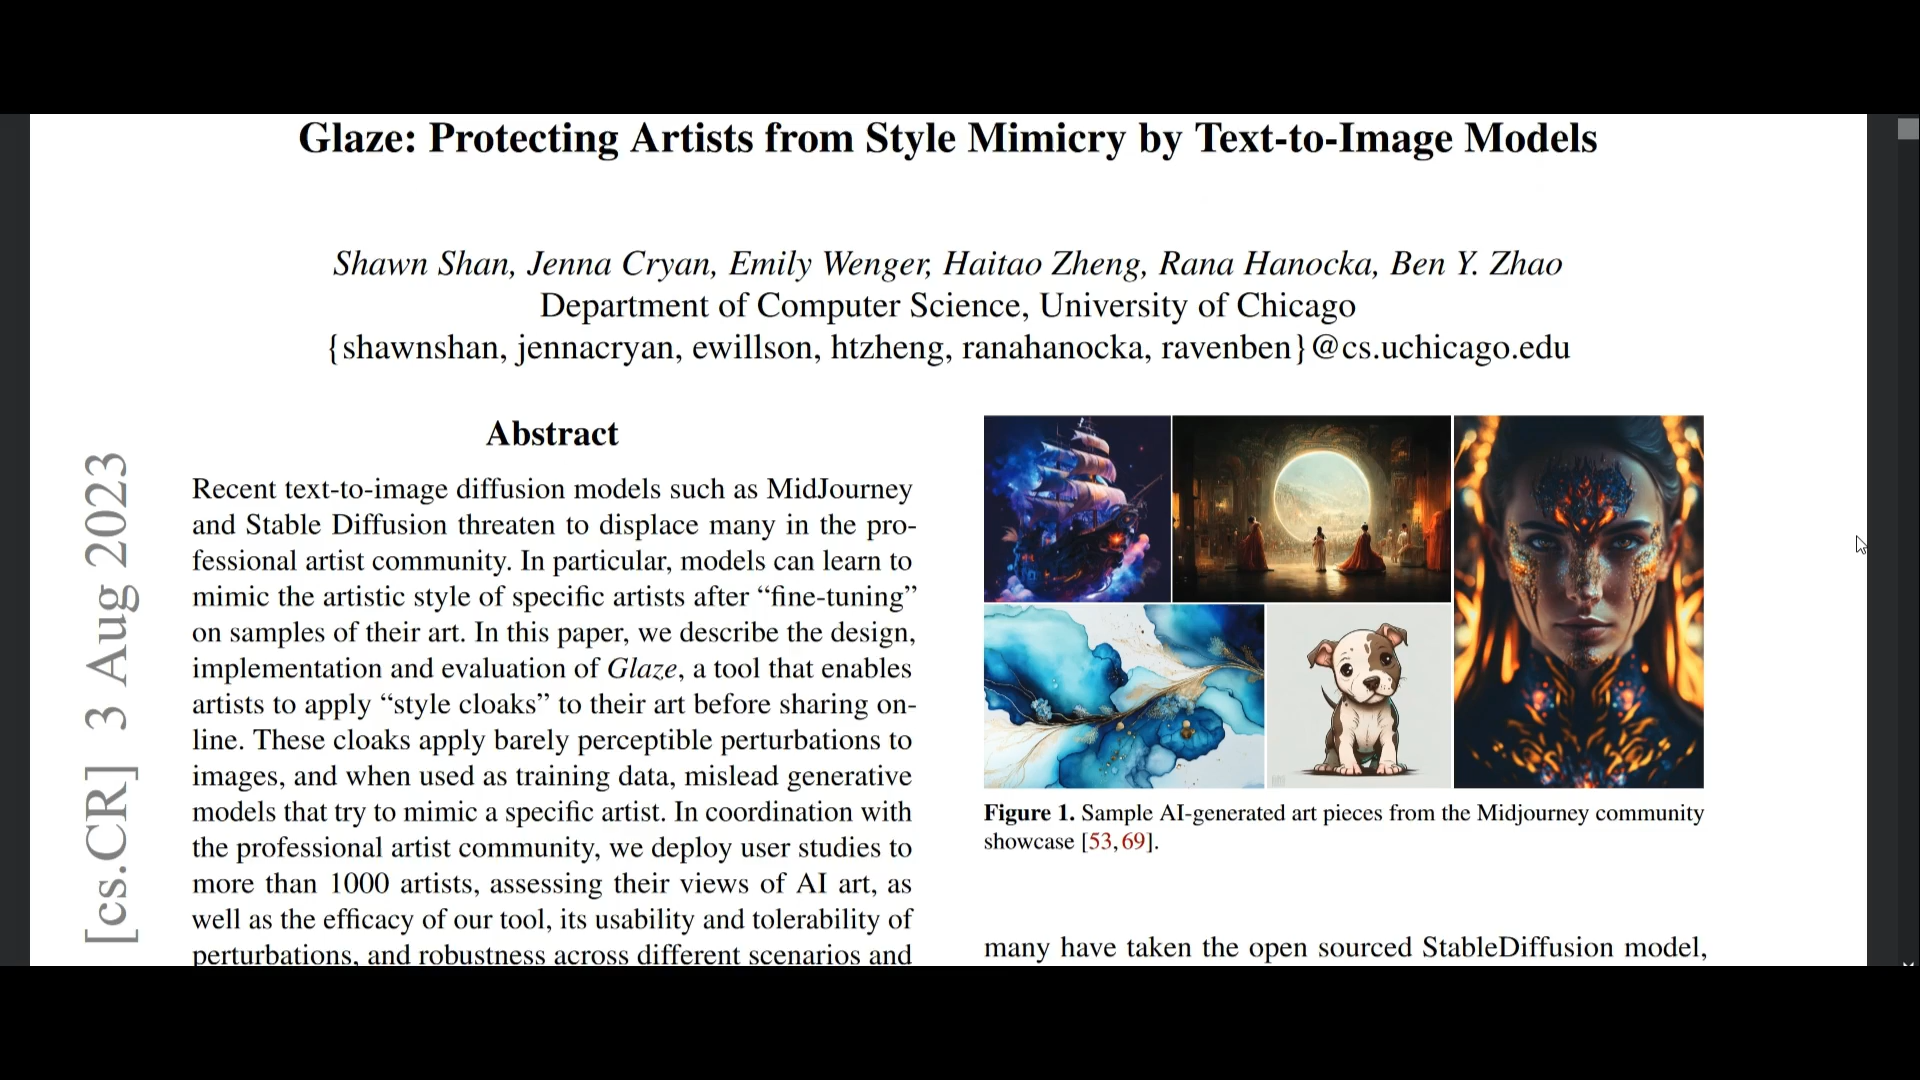 Glaze: Protecting Artists from Style Mimicry by Text-to-Image Models
Shawn Shan, Jenna Cryan, Emily Wenger, Haitao Zheng, Rana Hanocka, Ben Y. Zhao
Department of Computer Science, University of Chicago
{shawnshan, jennacryan, ewillson, htzheng, ranahanocka, ravenben}@cs.uchicago.edu
[cs.CR] 3 Aug 2023
Abstract
Recent text-to-image diffusion models such as MidJourney
and Stable Diffusion threaten to displace many in the pro-
fessional artist community. In particular, models can learn to
mimic the artistic style of specific artists after “fine-tuning”
on samples of their art. In this paper, we describe the design,
implementation and evaluation of Glaze, a tool that enables
artists to apply “style cloaks” to their art before sharing on-
line. These cloaks apply barely perceptible perturbations to
images, and when used as training data, mislead generative
models that try to mimic a specific artist. In coordination with
the professional artist community, we deploy user studies to
more than 1000 artists, assessing their views of AI art, as
well as the efficacy of our tool, its usability and tolerability of
perturbations, and robustness across different scenarios and
Figure 1. Sample AI-generated art pieces from the Midjourney community
showcase [53,69].
many have taken the open sourced StableDiffusion model,